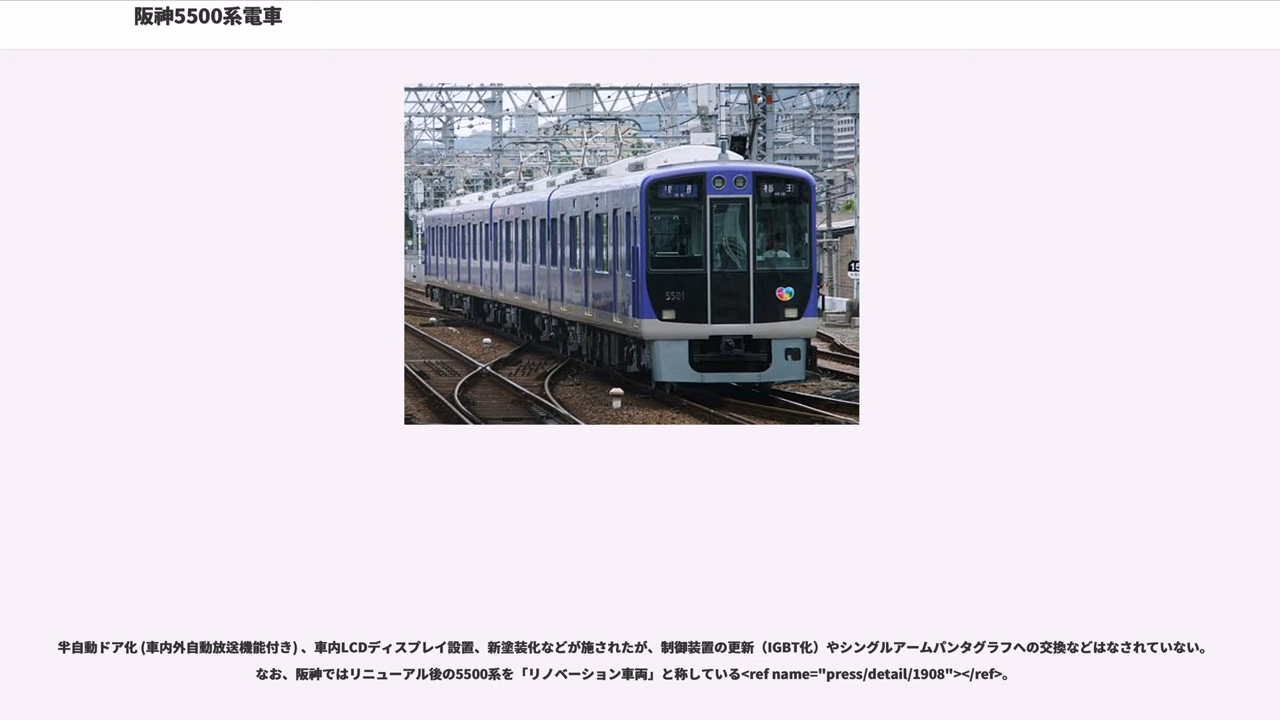 阪神5500系電車
5501
半自動ドア化 (車内外自動放送機能付き) 、車内LCDディスプレイ設置、新塗装化などが施されたが、制御装置の更新（IGBT化）やシングルアームパンタグラフへの交換などはなされていない。
なお、阪神ではリニューアル後の5500系を「リノベーション車両」と称している<ref name="press/detail/1908"></ref>。